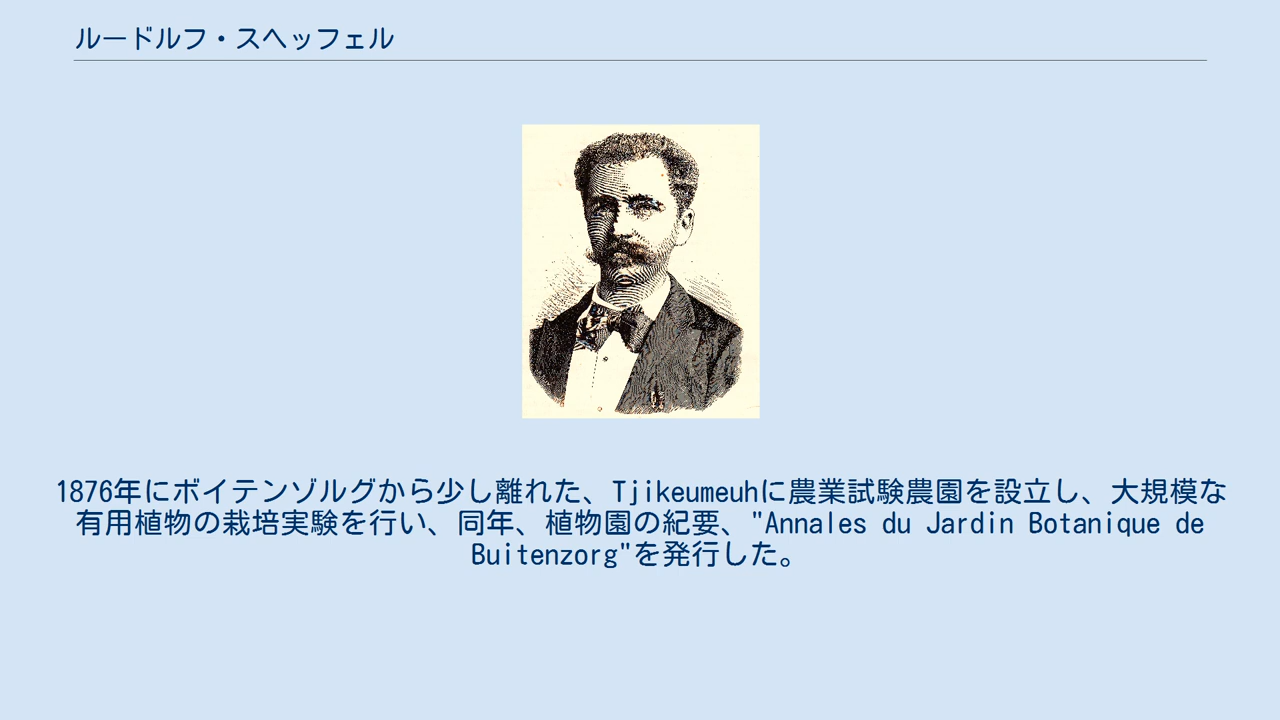 ルードルフ・スヘッフェル
1876年にボイテンゾルグから少し離れた、Tjikeumeuhに農業試験農園を設立し、大規模な
有用植物の栽培実験を行い、同年、植物園の紀要、"Annales du Jardin Botanique de
Buitenzorg"を発行した。